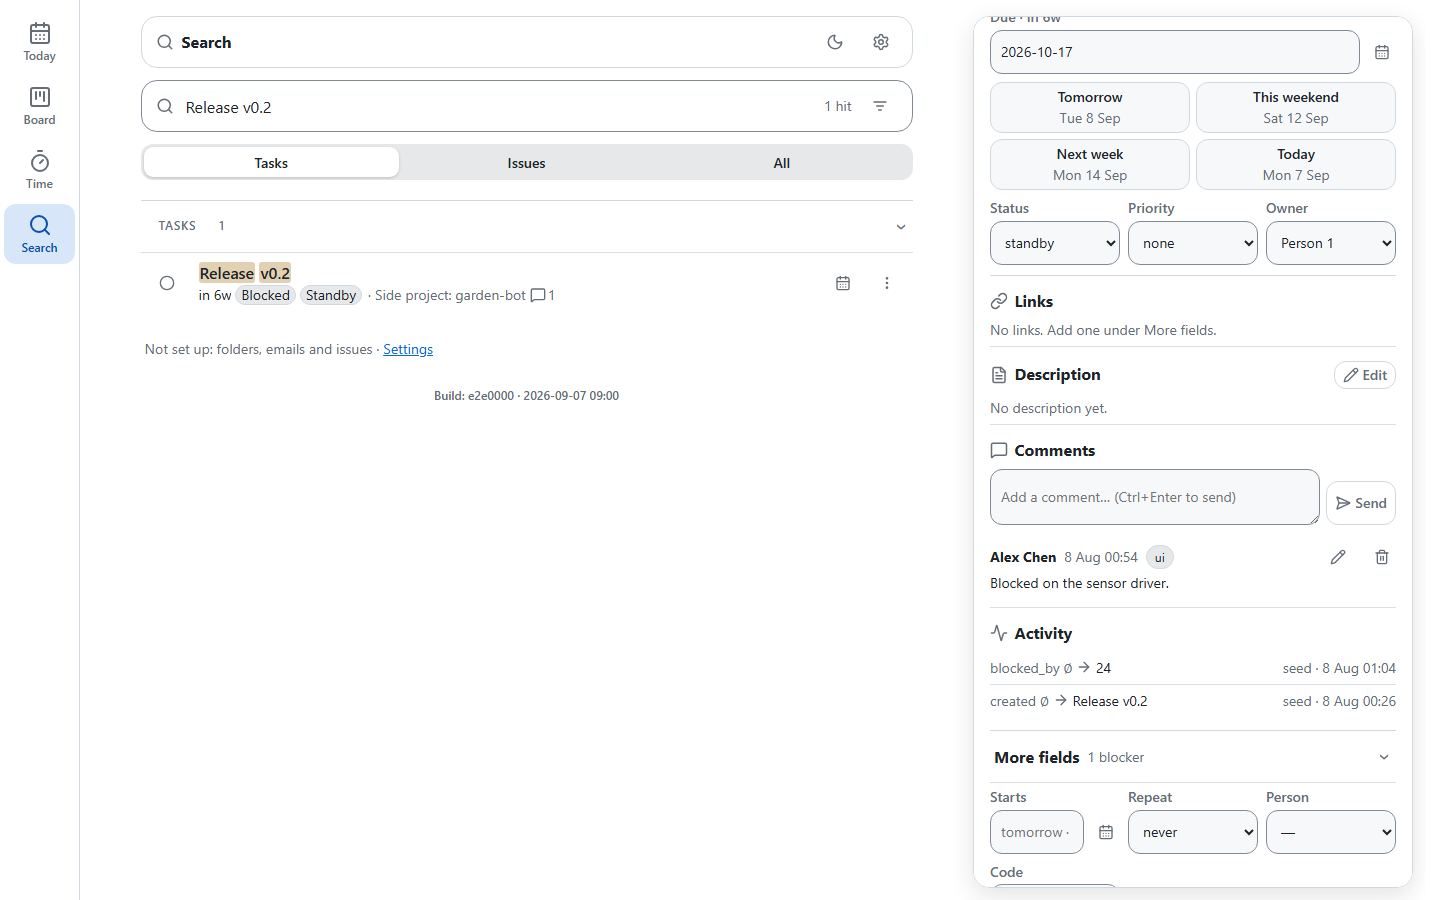 Today
Board
Time
Search
Search
Release v0.2
1 hit
Tasks
Issues
All
TASKS 1
Release v0.2
in 6w Blocked Standby · Side project: garden-bot 1
Not set up: folders, emails and issues · Settings
Build: e2e0000 · 2026-09-07 09:00
Due · in 6w
2026-10-17
Tomorrow
Tue 8 Sep
This weekend
Sat 12 Sep
Next week
Mon 14 Sep
Today
Mon 7 Sep
Status
Priority
Owner
standby
none
Person 1
Links
No links. Add one under More fields.
Description
Edit
No description yet.
Comments
Add a comment... (Ctrl+Enter to send)
Send
Alex Chen 8 Aug 00:54 ui
Blocked on the sensor driver.
Activity
blocked_by ∅ → 24 seed · 8 Aug 01:04
created ∅ → Release v0.2 seed · 8 Aug 00:26
More fields 1 blocker
Starts
Repeat
Person
tomorrow ·
never
—
Code